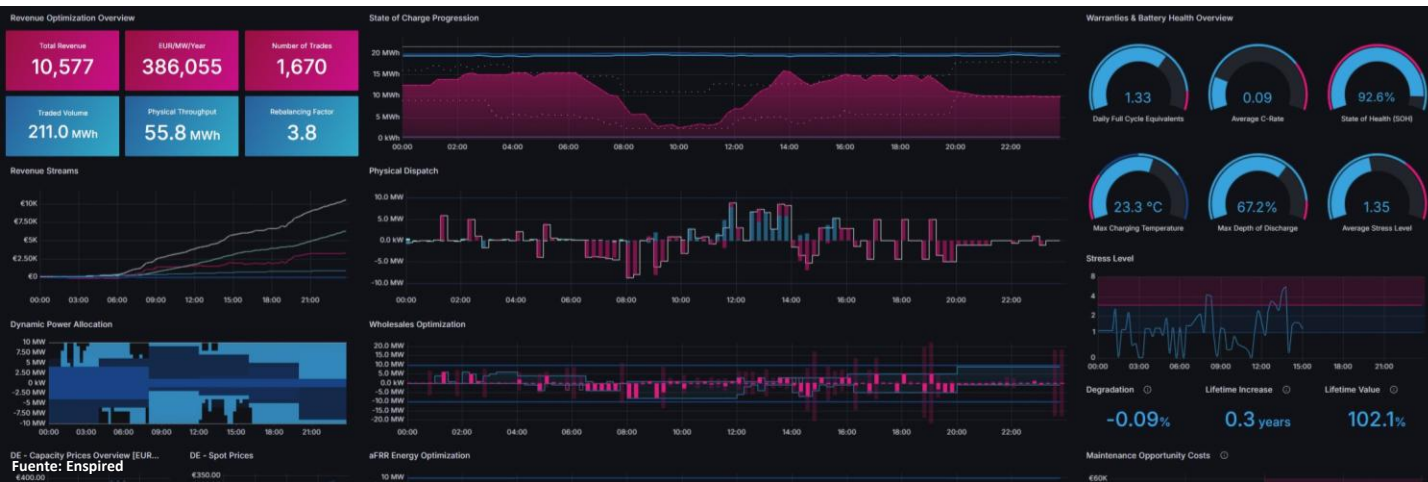 Revenue Optimization Overview
Total Revenue
10,577
EUR/MW/Year
386,055
Number of Trades
1,670
Traded Volume
211.0 MWh
Physical Throughput
55.8 MWh
Rebalancing Factor
3.8
Revenue Streams
€10K
€7.50K
€5K
€2.50K
€0
00:00 03:00 06:00 09:00 12:00 15:00 18:00 21:00
Dynamic Power Allocation
10 MW
7.50 MW
5 MW
2.50 MW
0 kW
-2.50 MW
-5 MW
-7.50 MW
-10 MW
00:00 03:00 06:00 09:00 12:00 15:00 18:00 21:00
DE - Capacity Prices Overview [EUR...
€400.00
DE - Spot Prices
€350.00
Fuente: Enspired
State of Charge Progression
20 MWh
15 MWh
10 MWh
5 MWh
0 kWh
00:00 02:00 04:00 06:00 08:00 10:00 12:00 14:00 16:00 18:00 20:00 22:00
Physical Dispatch
10.0 MW
5.0 MW
0.0 kW
-5.0 MW
-10.0 MW
00:00 02:00 04:00 06:00 08:00 10:00 12:00 14:00 16:00 18:00 20:00 22:00
Wholesales Optimization
20.0 MW
15.0 MW
10.0 MW
5.0 MW
0.0 kW
-5.0 MW
-10.0 MW
-15.0 MW
-20.0 MW
00:00 02:00 04:00 06:00 08:00 10:00 12:00 14:00 16:00 18:00 20:00 22:00
aFRR Energy Optimization
10 MW
Warranties & Battery Health Overview
1.33
Daily Full Cycle Equivalents
0.09
Average C-Rate
92.6%
State of Health (SOH)
23.3 °C
Max Charging Temperature
67.2%
Max Depth of Discharge
1.35
Average Stress Level
Stress Level
8
4
2
1
0
00:00 03:00 06:00 09:00 12:00 15:00 18:00 21:00
Degradation
-0.09%
Lifetime Increase
0.3 years
Lifetime Value
102.1%
Maintenance Opportunity Costs
€60K